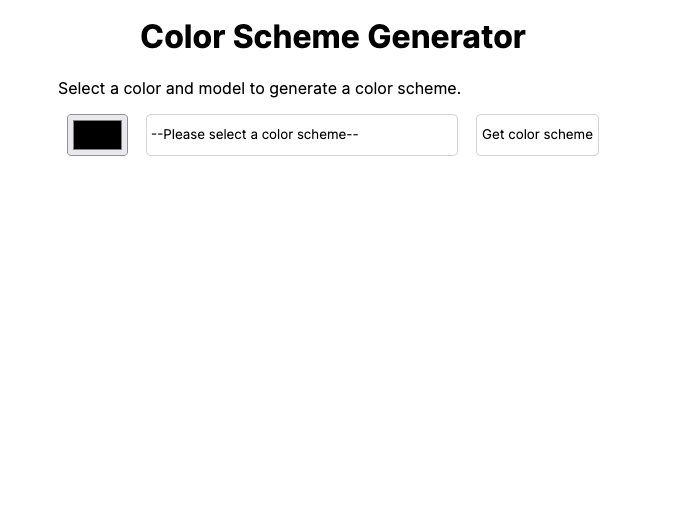 Color Scheme Generator
Select a color and model to generate a color scheme.
--Please select a color scheme-- Get color scheme